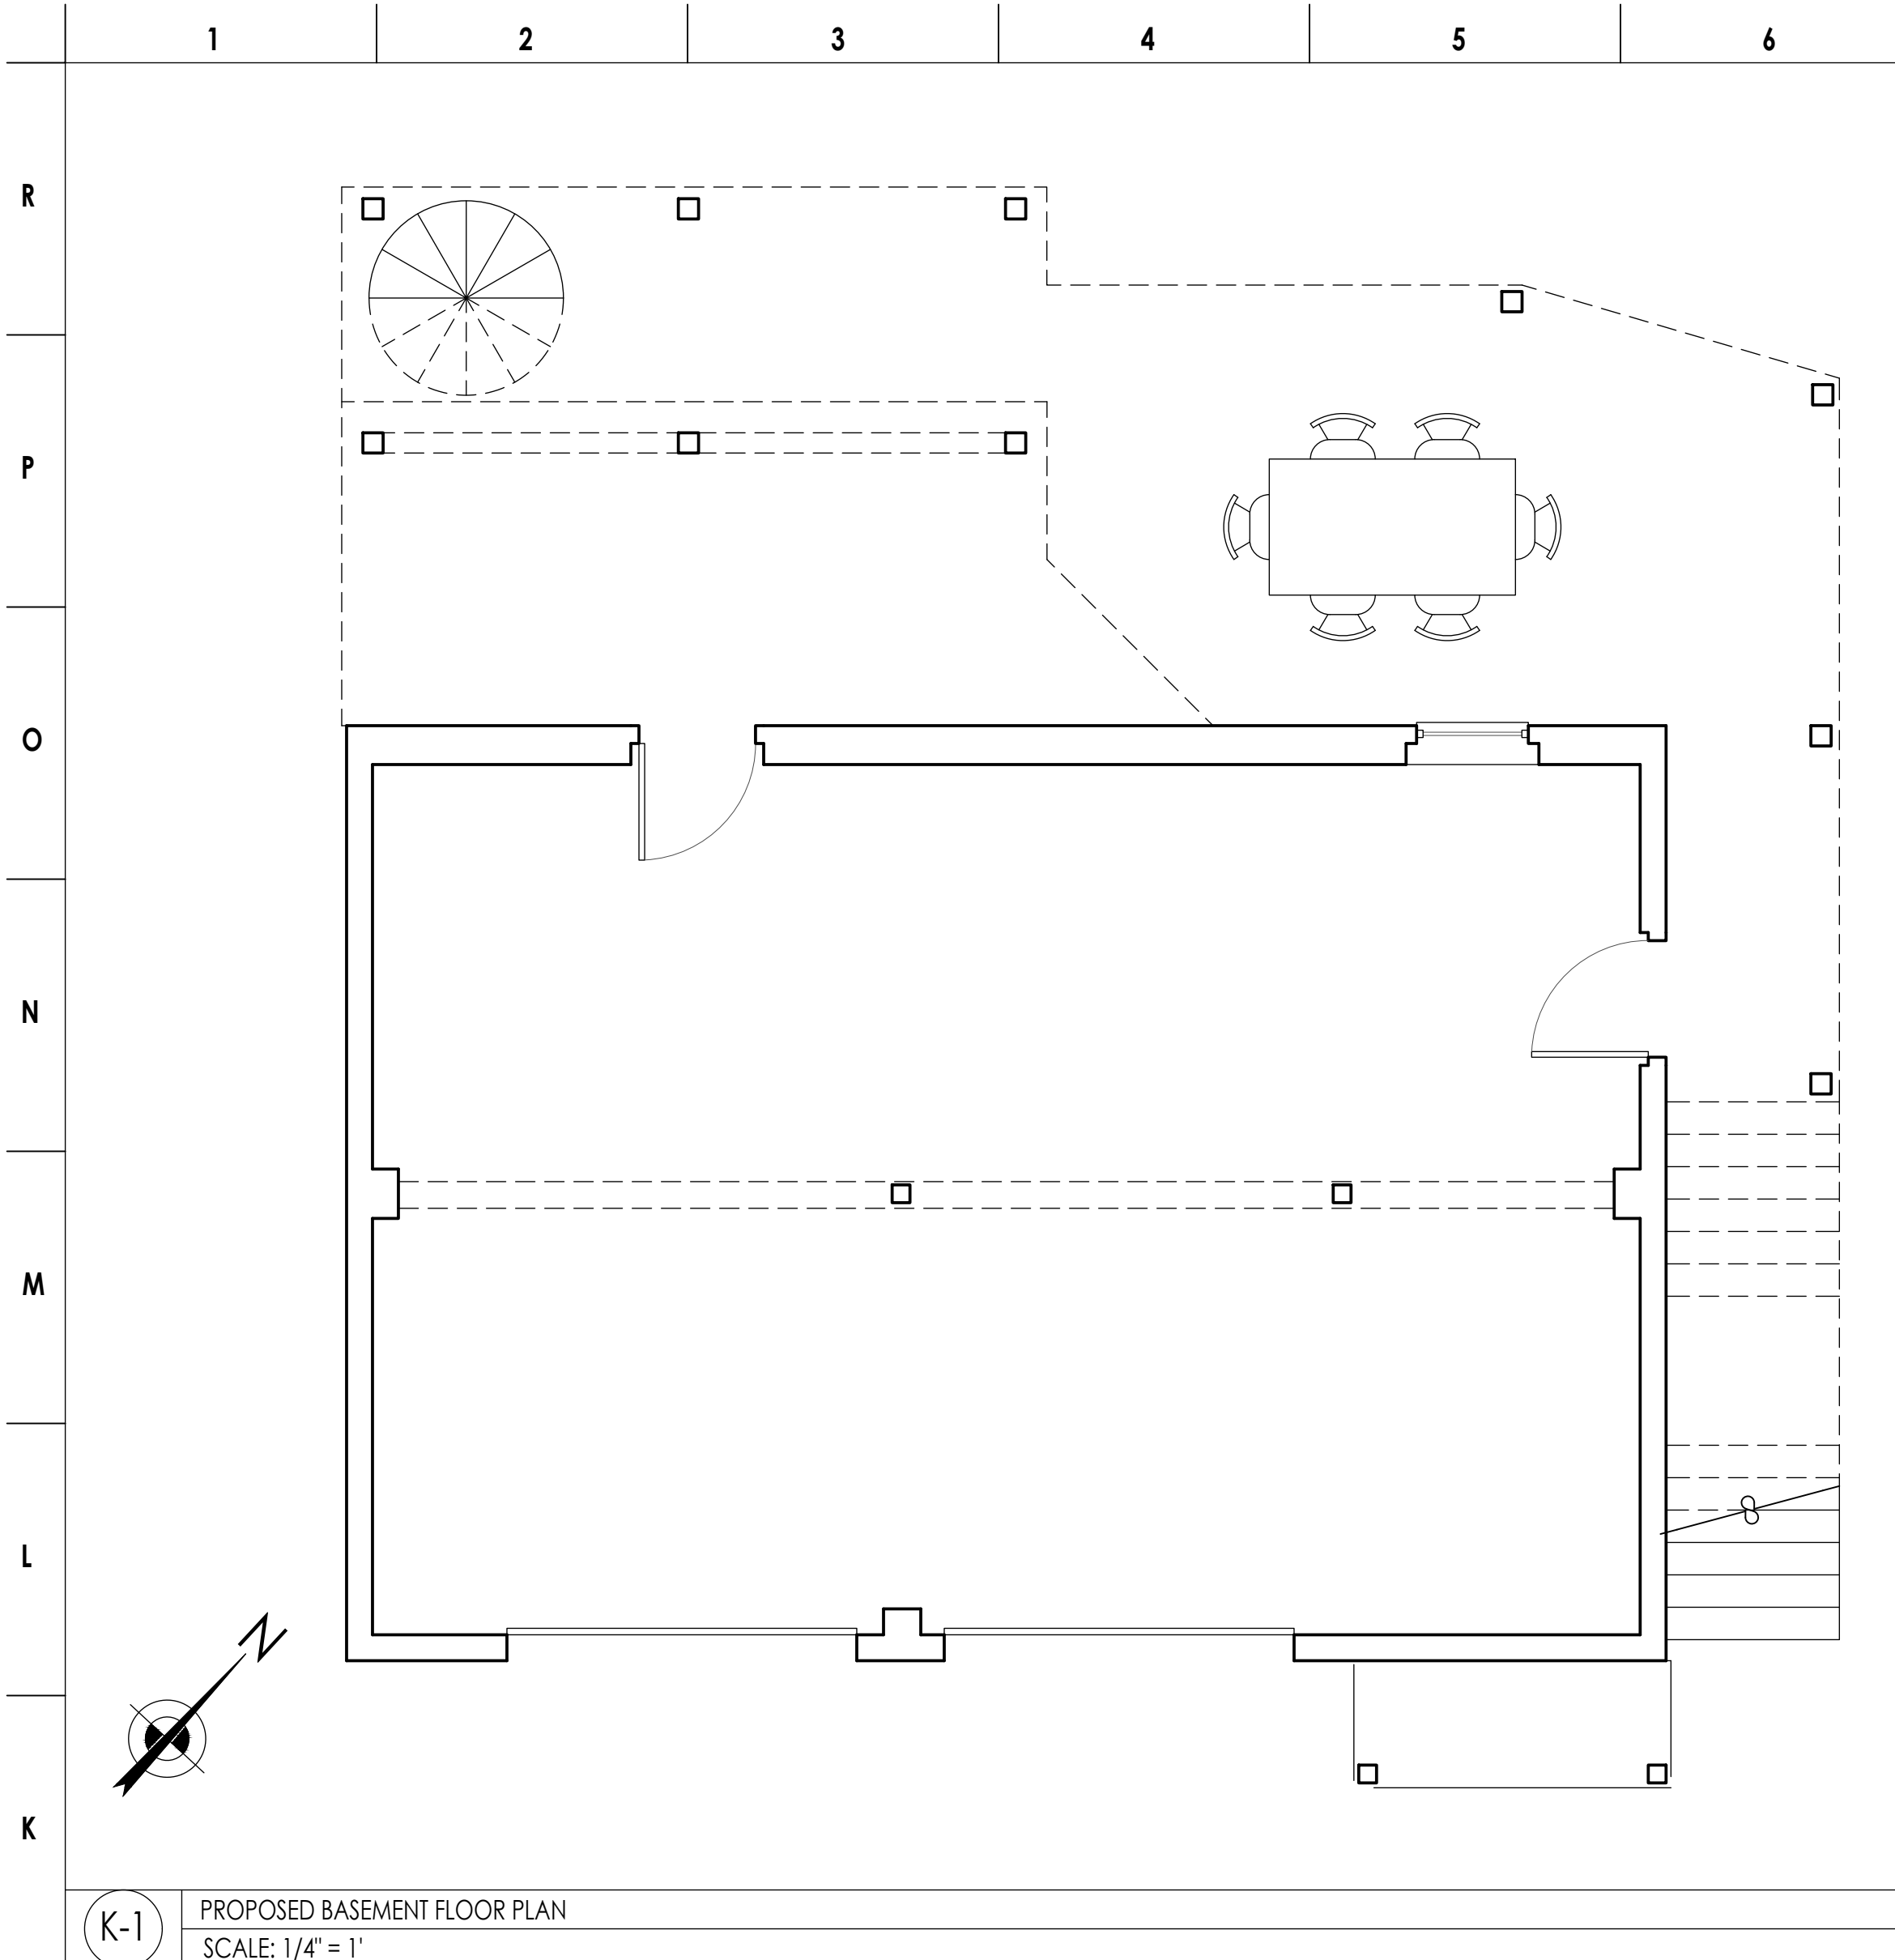 1 2 3 4 5 6
R
P
O
N
M
L
N
K
K-1
PROPOSED BASEMENT FLOOR PLAN
SCALE: 1/4" = 1'